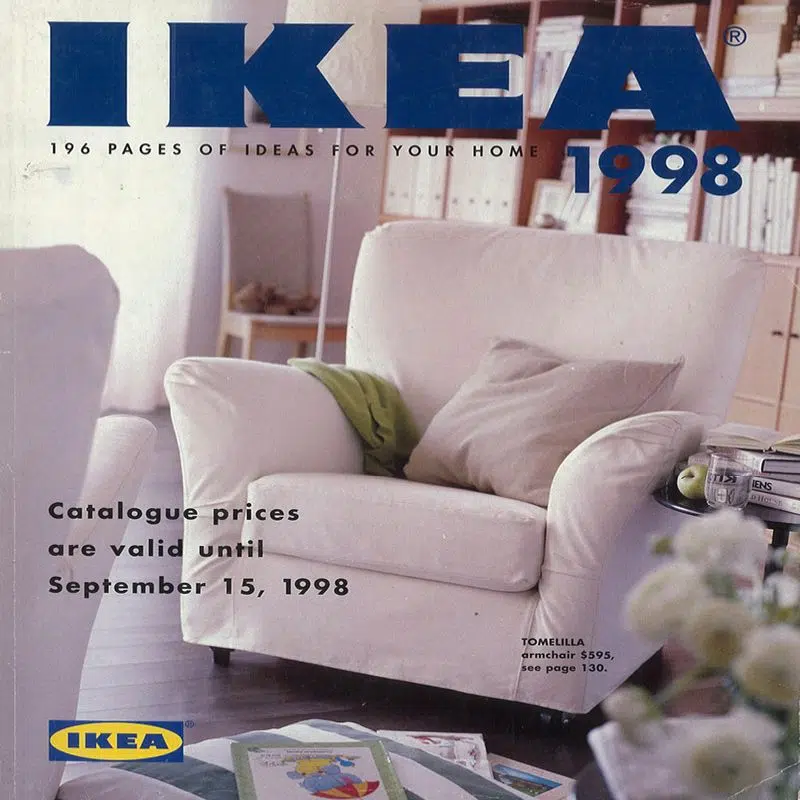 IKEA®
196 PAGES OF IDEAS FOR YOUR HOME
1998
Catalogue prices
are valid until
September 15, 1998
TOMELILLA
armchair $595,
see page 130.
IKEA®